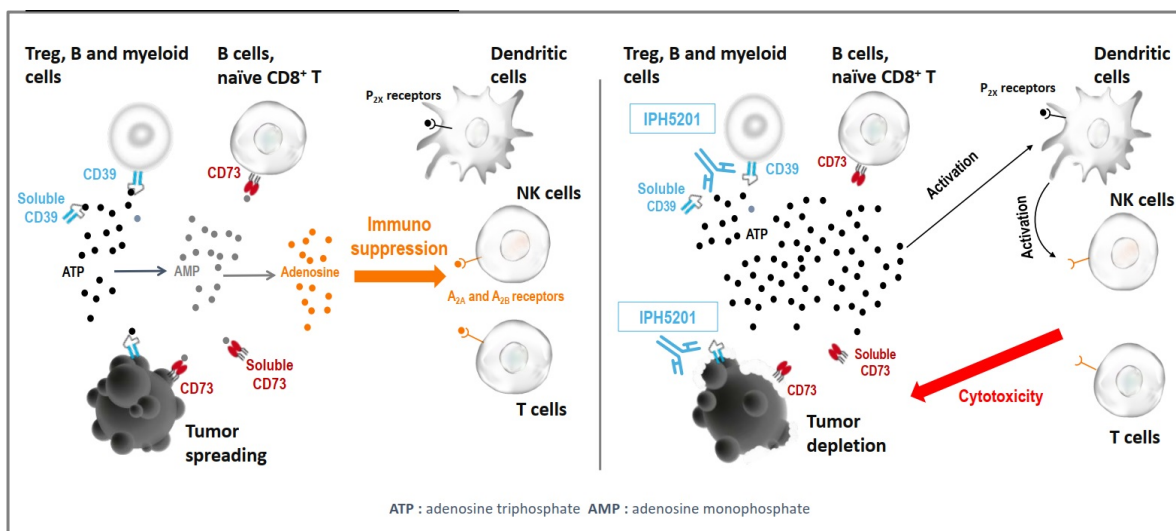 Treg, B and myeloid
cells
B cells,
naïve CD8+ T
Dendritic
cells
P2X receptors
CD39
CD73
Soluble
CD39
NK cells
Immuno
suppression
ATP
AMP
Adenosine
A2A and A2B receptors
Soluble
CD73
CD73
T cells
Tumor
spreading
Treg, B and myeloid
cells
B cells,
naïve CD8+ T
Dendritic
cells
P2X receptors
IPH5201
CD73
CD39
Soluble
CD39
Activation
NK cells
ATP
Activation
IPH5201
Soluble
CD73
CD73
Cytotoxicity
Tumor
depletion
T cells
ATP : adenosine triphosphate AMP : adenosine monophosphate